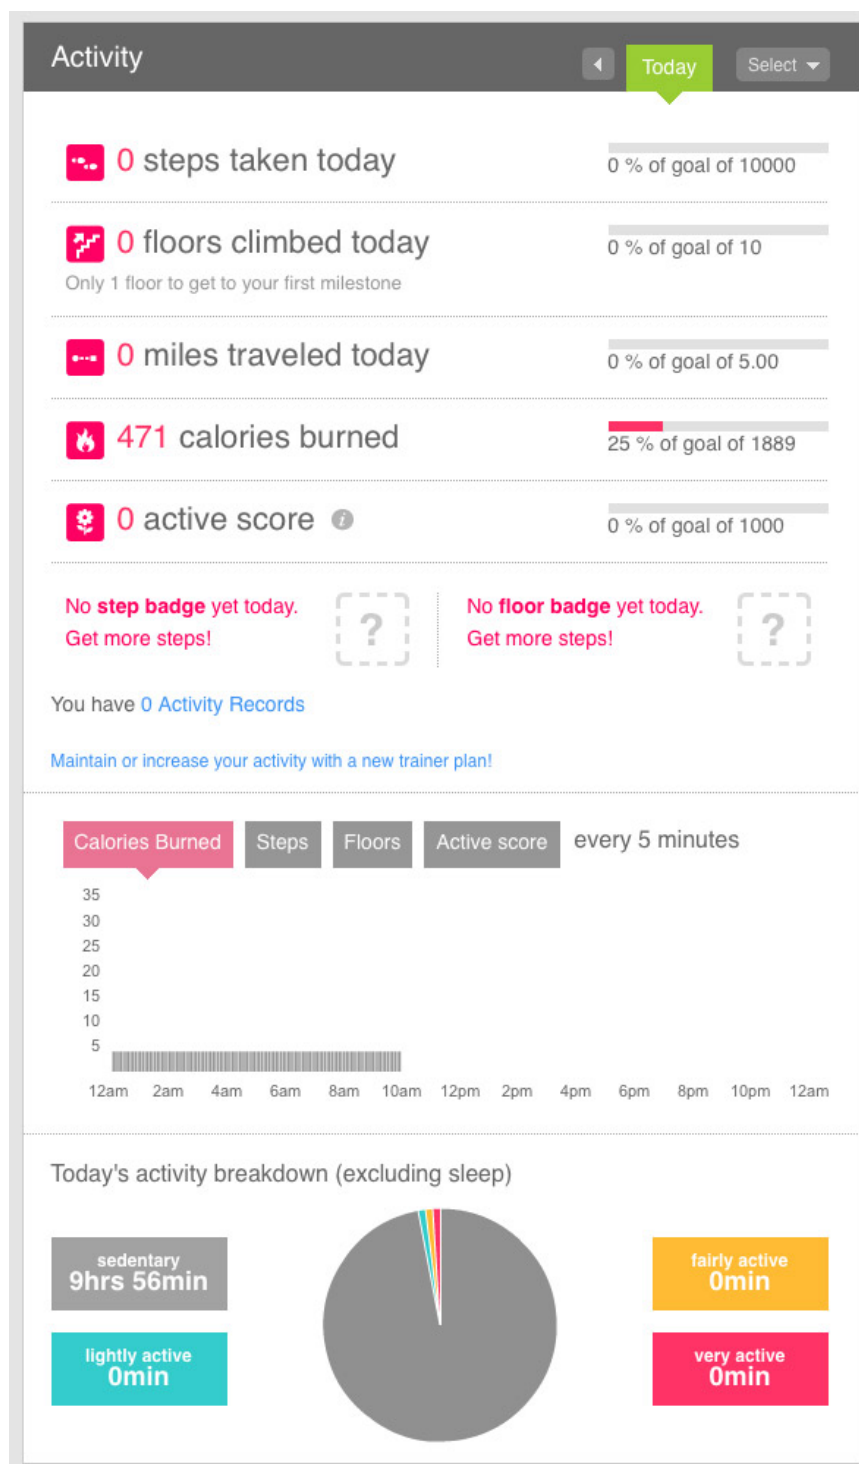 Activity
Today
Select
0 steps taken today
0 % of goal of 10000
0 floors climbed today
0 % of goal of 10
Only 1 floor to get to your first milestone
0 miles traveled today
0 % of goal of 5.00
471 calories burned
25 % of goal of 1889
0 active score i
0 % of goal of 1000
No step badge yet today.
Get more steps!
?
No floor badge yet today.
Get more steps!
?
You have 0 Activity Records
Maintain or increase your activity with a new trainer plan!
Calories Burned Steps Floors Active score every 5 minutes
35
30
25
20
15
10
5
12am 2am 4am 6am 8am 10am 12pm 2pm 4pm 6pm 8pm 10pm 12am
Today's activity breakdown (excluding sleep)
sedentary
9hrs 56min
lightly active
0min
fairly active
0min
very active
0min